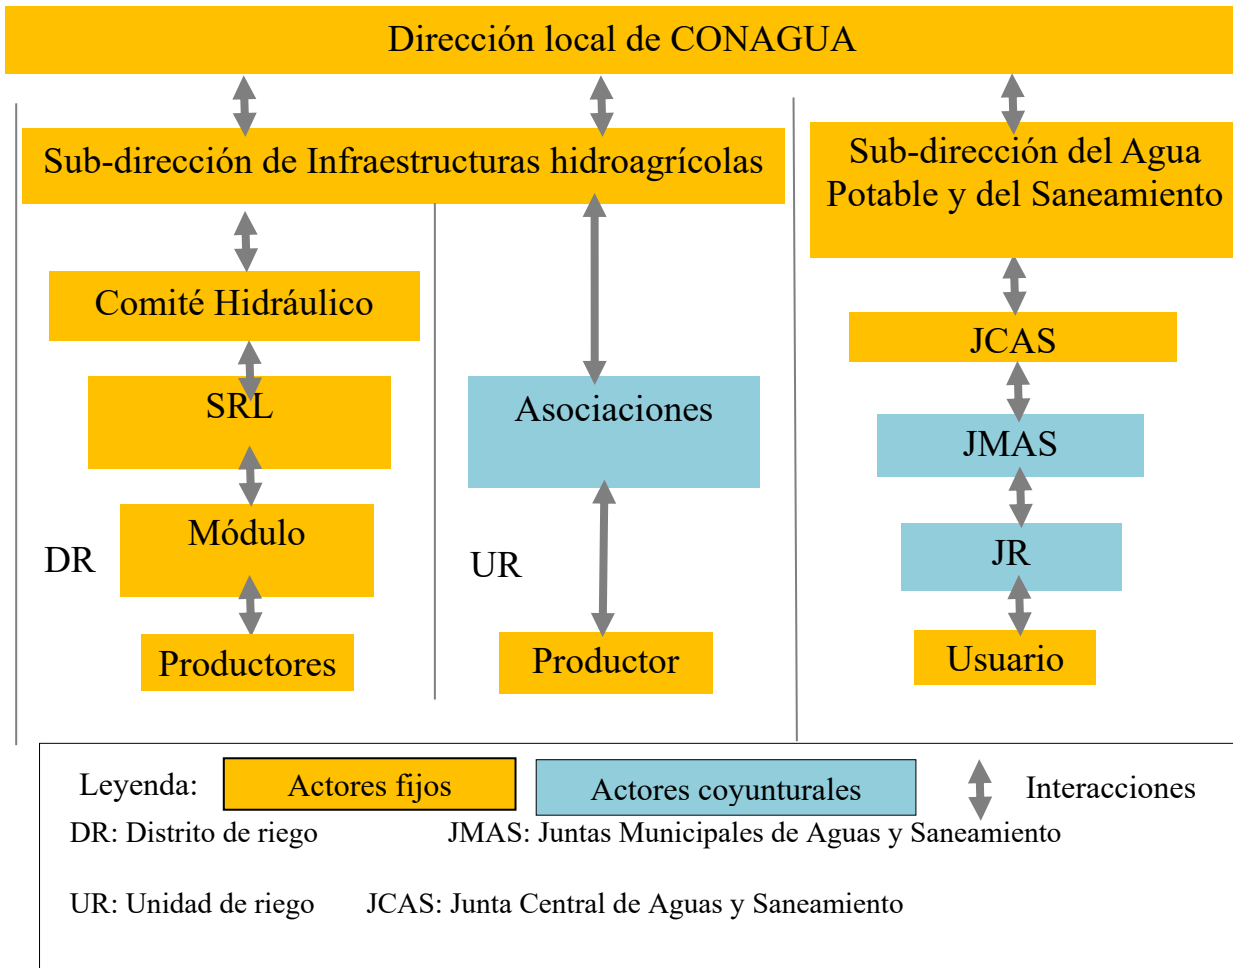 Dirección local de CONAGUA
Sub-dirección de Infraestructuras hidroagrícolas
Sub-dirección del Agua
Potable y del Saneamiento
Comité Hidráulico
JCAS
SRL
Asociaciones
JMAS
Módulo
DR
UR
JR
Productores
Productor
Usuario
Leyenda:
Actores fijos
Actores coyunturales
Interacciones
DR: Distrito de riego
JMAS: Juntas Municipales de Aguas y Saneamiento
UR: Unidad de riego
JCAS: Junta Central de Aguas y Saneamiento